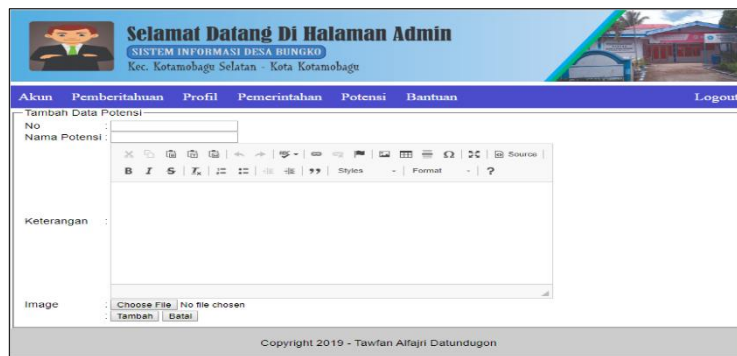 Selamat Datang Di Halaman Admin
SISTEM INFORMASI DESA BUNGKO
Kec. Kotamobagu Selatan - Kota Kotamobagu
Akun Pemberitahuan Profil Pemerintahan Potensi Bantuan Logout
Tambah Data Potensi
No :
Nama Potensi :
Source
B I S Tx Styles Format ?
Keterangan :
Image : Choose File No file chosen
: Tambah Batal
Copyright 2019 - Tawfan Alfajri Datundugon